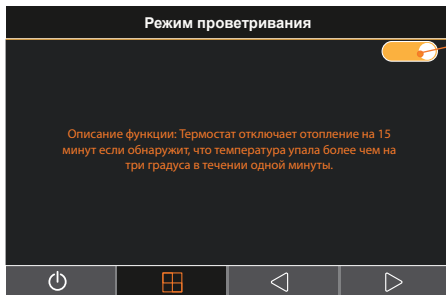 Режим проветривания
Описание функции: Термостат отключает отопление на 15
минут если обнаружит, что температура упала более чем на
три градуса в течении одной минуты.